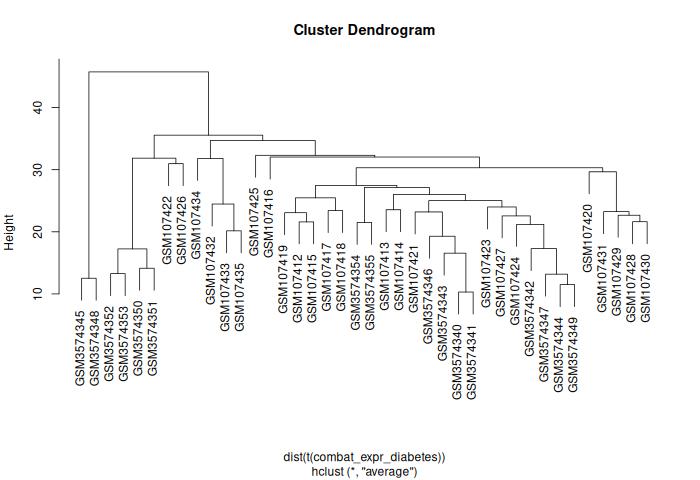 Cluster Dendrogram
Height
40
30
20
10
GSM3574345
GSM3574348
GSM3574352
GSM3574353
GSM3574350
GSM3574351
GSM107422
GSM107426
GSM107434
GSM107432
GSM107433
GSM107435
GSM107425
GSM107416
GSM107419
GSM107412
GSM107415
GSM107417
GSM107418
GSM3574354
GSM3574355
GSM107413
GSM107414
GSM107421
GSM3574346
GSM3574343
GSM3574340
GSM3574341
GSM107423
GSM107427
GSM107424
GSM3574342
GSM3574347
GSM3574344
GSM3574349
GSM107420
GSM107431
GSM107429
GSM107428
GSM107430
dist(t(combat_expr_diabetes))
hclust (*, "average")